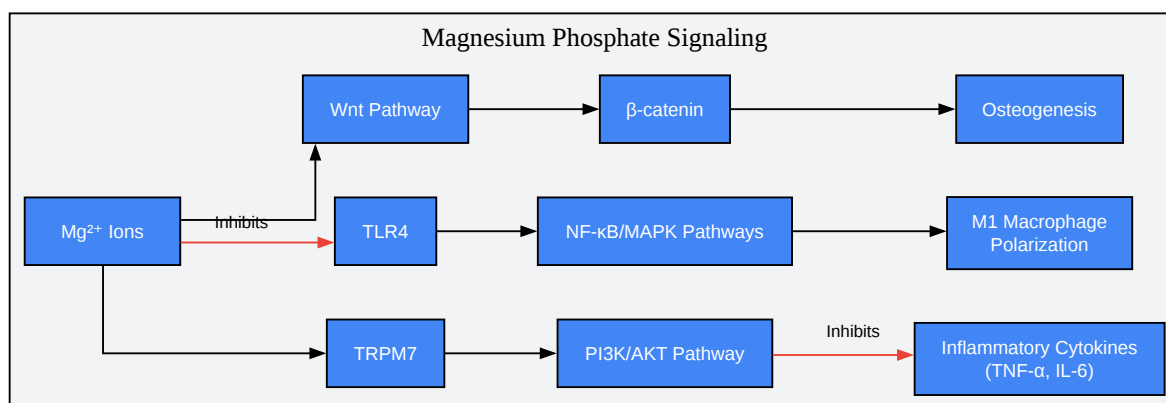 Magnesium Phosphate Signaling
Wnt Pathway
β-catenin
Osteogenesis
Mg²⁺ Ions
Inhibits
TLR4
NF-κB/MAPK Pathways
M1 Macrophage
Polarization
TRPM7
PI3K/AKT Pathway
Inhibits
Inflammatory Cytokines
(TNF-α, IL-6)